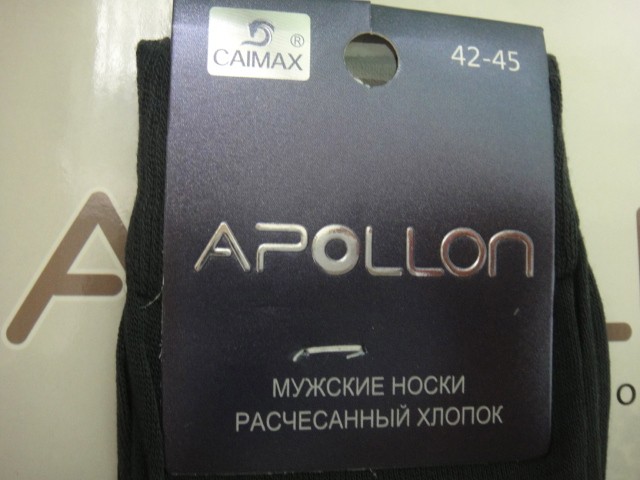 CAIMAX ®
42-45
APOLLON
МУЖСКИЕ НОСКИ
РАСЧЕСАННЫЙ ХЛОПОК